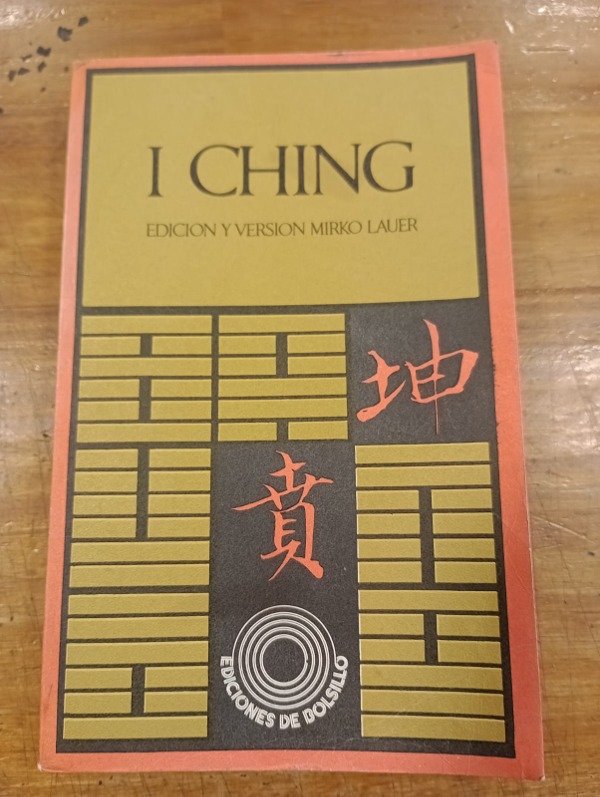 I CHING
EDICION Y VERSION MIRKO LAUER
坤
賁
EDICIONES DE BOLSILLO